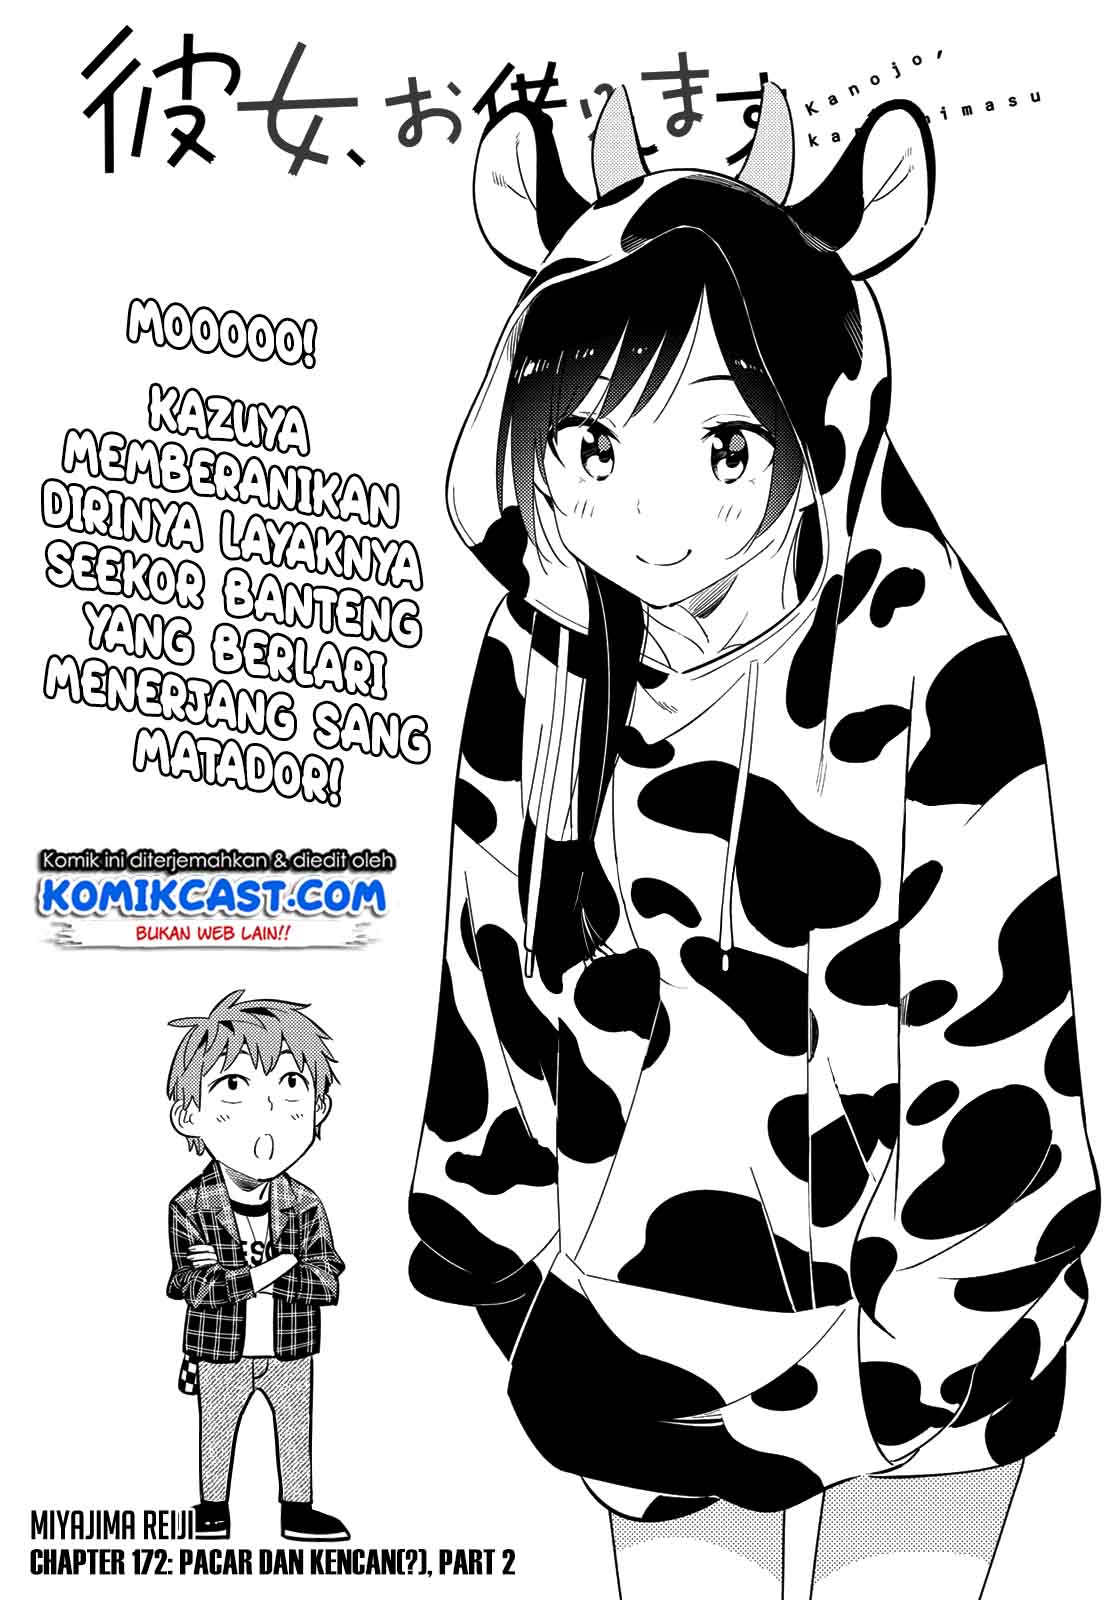 彼女、お借りします
Kanojo,
MOOOOO!
KAZUYA
MEMBERANIKAN
DIRINYA LAYAKNYA
SEEKOR BANTENG
YANG BERLARI
MENERJANG SANG
MATADOR!
Komik ini diterjemahkan & diedit oleh
KOMIKCAST.COM
BUKAN WEB LAIN!!
MIYAJIMA REIJI
CHAPTER 172: PACAR DAN KENCAN(?), PART 2